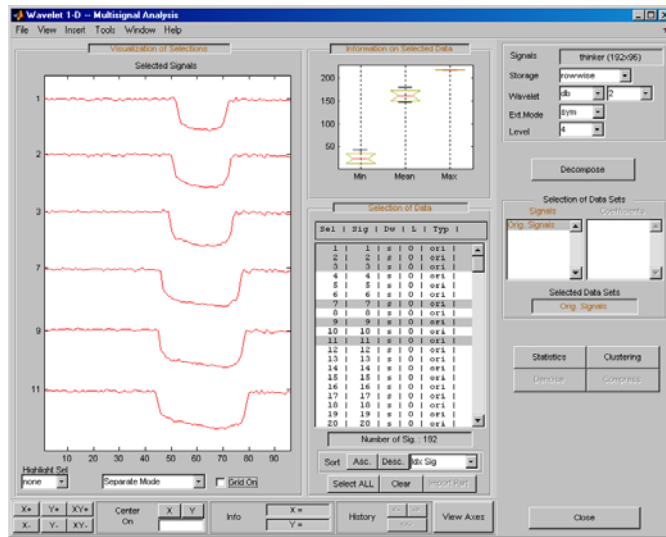 Wavelet 1-D -- Multisignal Analysis
File View Insert Tools Window Help
Visualization of Selections
Selected Signals
1
2
3
7
9
11
10 20 30 40 50 60 70 80 90
Highlight Sel
none
Separate Mode
Grid On
Information on Selected Data
200
150
100
50
Min Mean Max
Selection of Data
Sel | Sig | Dw | L | Typ |
1 | 1 | s | 0 | ori |
2 | 2 | s | 0 | ori |
3 | 3 | s | 0 | ori |
4 | 4 | s | 0 | ori |
5 | 5 | s | 0 | ori |
6 | 6 | s | 0 | ori |
7 | 7 | s | 0 | ori |
8 | 8 | s | 0 | ori |
9 | 9 | s | 0 | ori |
10 | 10 | s | 0 | ori |
11 | 11 | s | 0 | ori |
12 | 12 | s | 0 | ori |
13 | 13 | s | 0 | ori |
14 | 14 | s | 0 | ori |
15 | 15 | s | 0 | ori |
16 | 16 | s | 0 | ori |
17 | 17 | s | 0 | ori |
18 | 18 | s | 0 | ori |
19 | 19 | s | 0 | ori |
20 | 20 | s | 0 | ori |
Number of Sig. : 192
Sort Asc. Desc. Idx Sig
Select ALL Clear Import Part
Signals thinker (192x96)
Storage rowwise
Wavelet db 2
Ext.Mode sym
Level 4
Decompose
Selection of Data Sets
Signals Coefficients
Orig. Signals
Selected Data Sets
Orig. Signals
Statistics Clustering
Denoise Compress
X+ Y+ XY+
X- Y- XY-
Center On X Y
Info X = Y =
History <- -> <<-
View Axes
Close